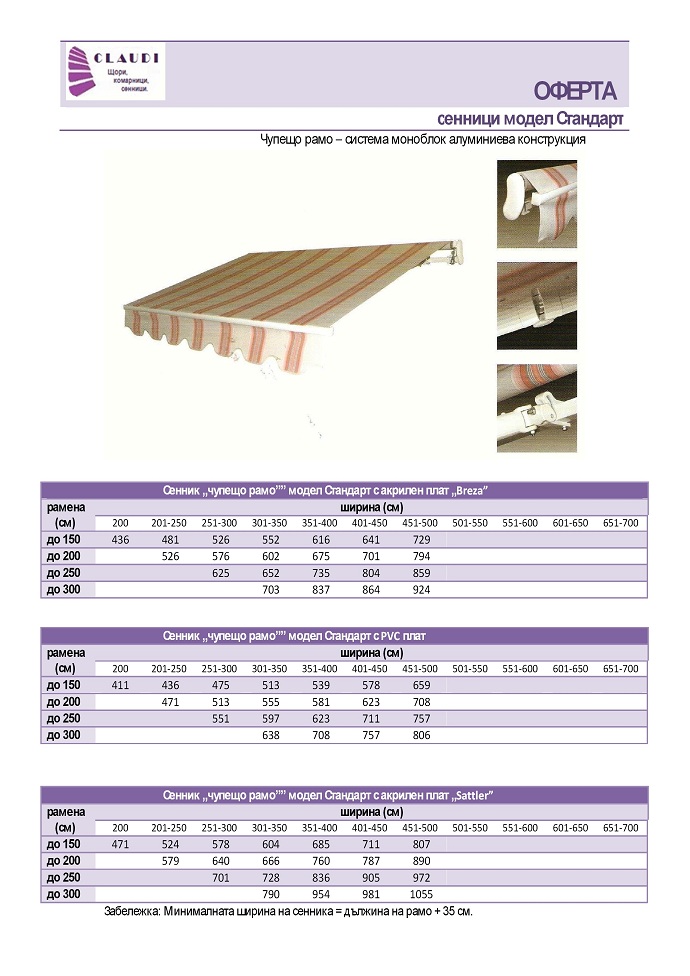 CLAUDI
Щори,
комарници,
сенници.
ОФЕРТА
сенници модел Стандарт
Чупещо рамо – система моноблок алуминиева конструкция
Сенник „чупещо рамо”” модел Стандарт с акрилен плат „Breza”
рамена ширина (см)
(см) 200 201-250 251-300 301-350 351-400 401-450 451-500 501-550 551-600 601-650 651-700
до 150 436 481 526 552 616 641 729
до 200 526 576 602 675 701 794
до 250 625 652 735 804 859
до 300 703 837 864 924
Сенник „чупещо рамо”” модел Стандарт с PVC плат
рамена ширина (см)
(см) 200 201-250 251-300 301-350 351-400 401-450 451-500 501-550 551-600 601-650 651-700
до 150 411 436 475 513 539 578 659
до 200 471 513 555 581 623 708
до 250 551 597 623 711 757
до 300 638 708 757 806
Сенник „чупещо рамо”” модел Стандарт с акрилен плат „Sattler”
рамена ширина (см)
(см) 200 201-250 251-300 301-350 351-400 401-450 451-500 501-550 551-600 601-650 651-700
до 150 471 524 578 604 685 711 807
до 200 579 640 666 760 787 890
до 250 701 728 836 905 972
до 300 790 954 981 1055
Забележка: Минималната ширина на сенника = дължина на рамо + 35 см.